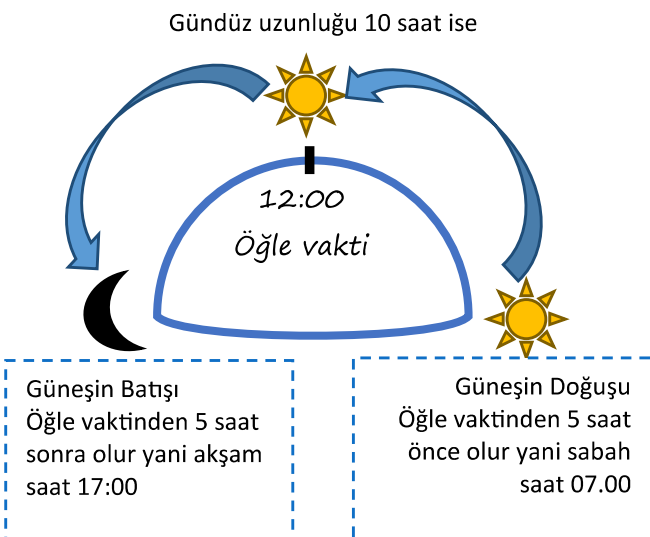 Gündüz uzunluğu 10 saat ise
12:00
Öğle vakti
Güneşin Batışı
Öğle vaktinden 5 saat
sonra olur yani akşam
saat 17:00
Güneşin Doğuşu
Öğle vaktinden 5 saat
önce olur yani sabah
saat 07.00